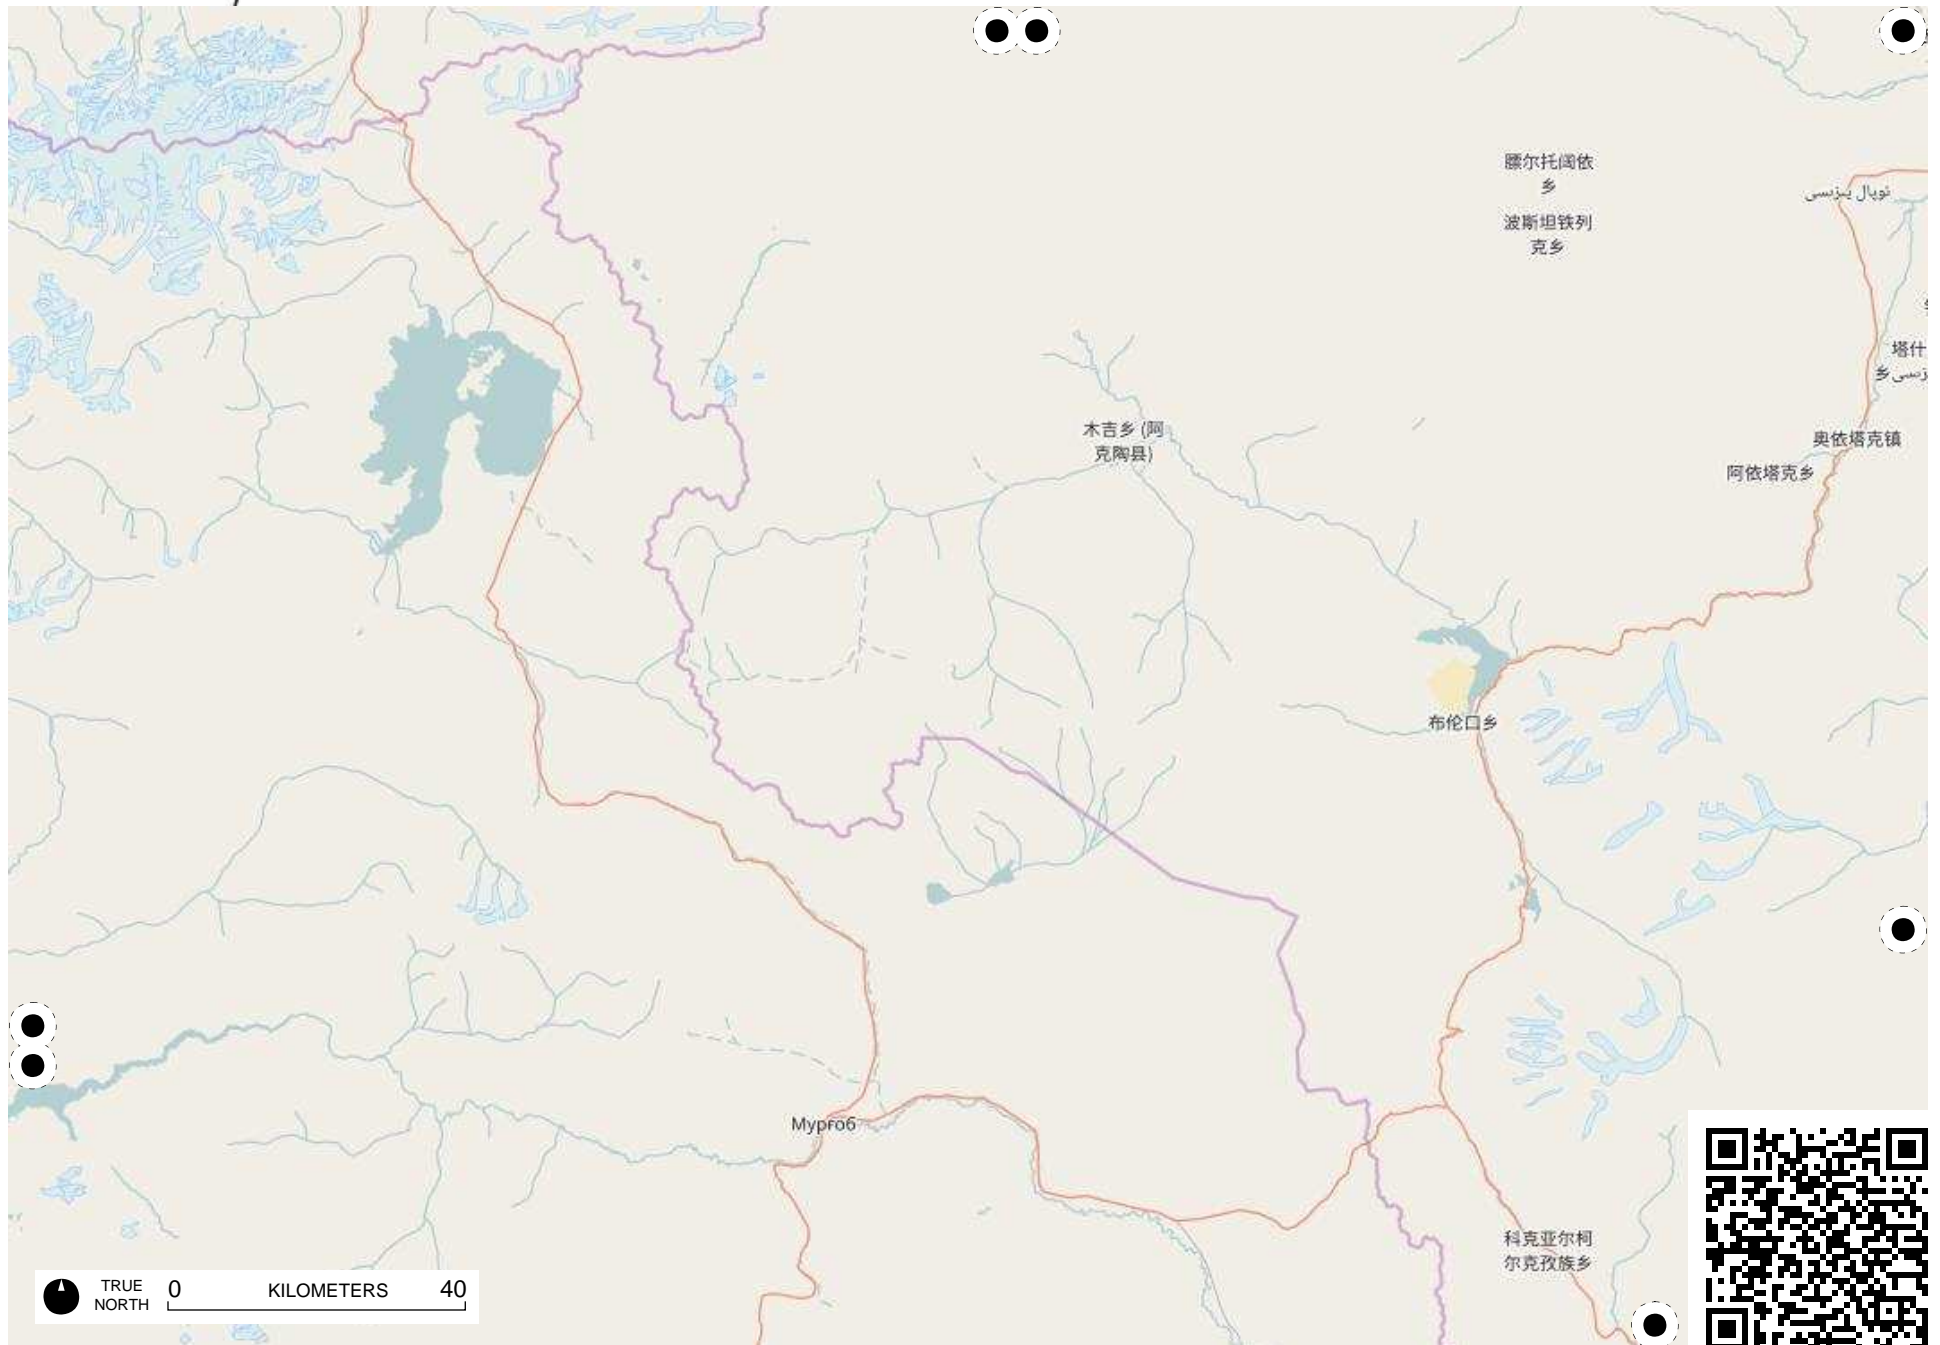 膘尔托阔依
乡
ئوپال يېزىسى
波斯坦铁列
克乡
塔什
乡
木吉乡 (阿
克陶县)
奥依塔克镇
阿依塔克乡
布伦口乡
Мурғоб
科克亚尔柯
尔克孜族乡
TRUE
NORTH
0 KILOMETERS 40